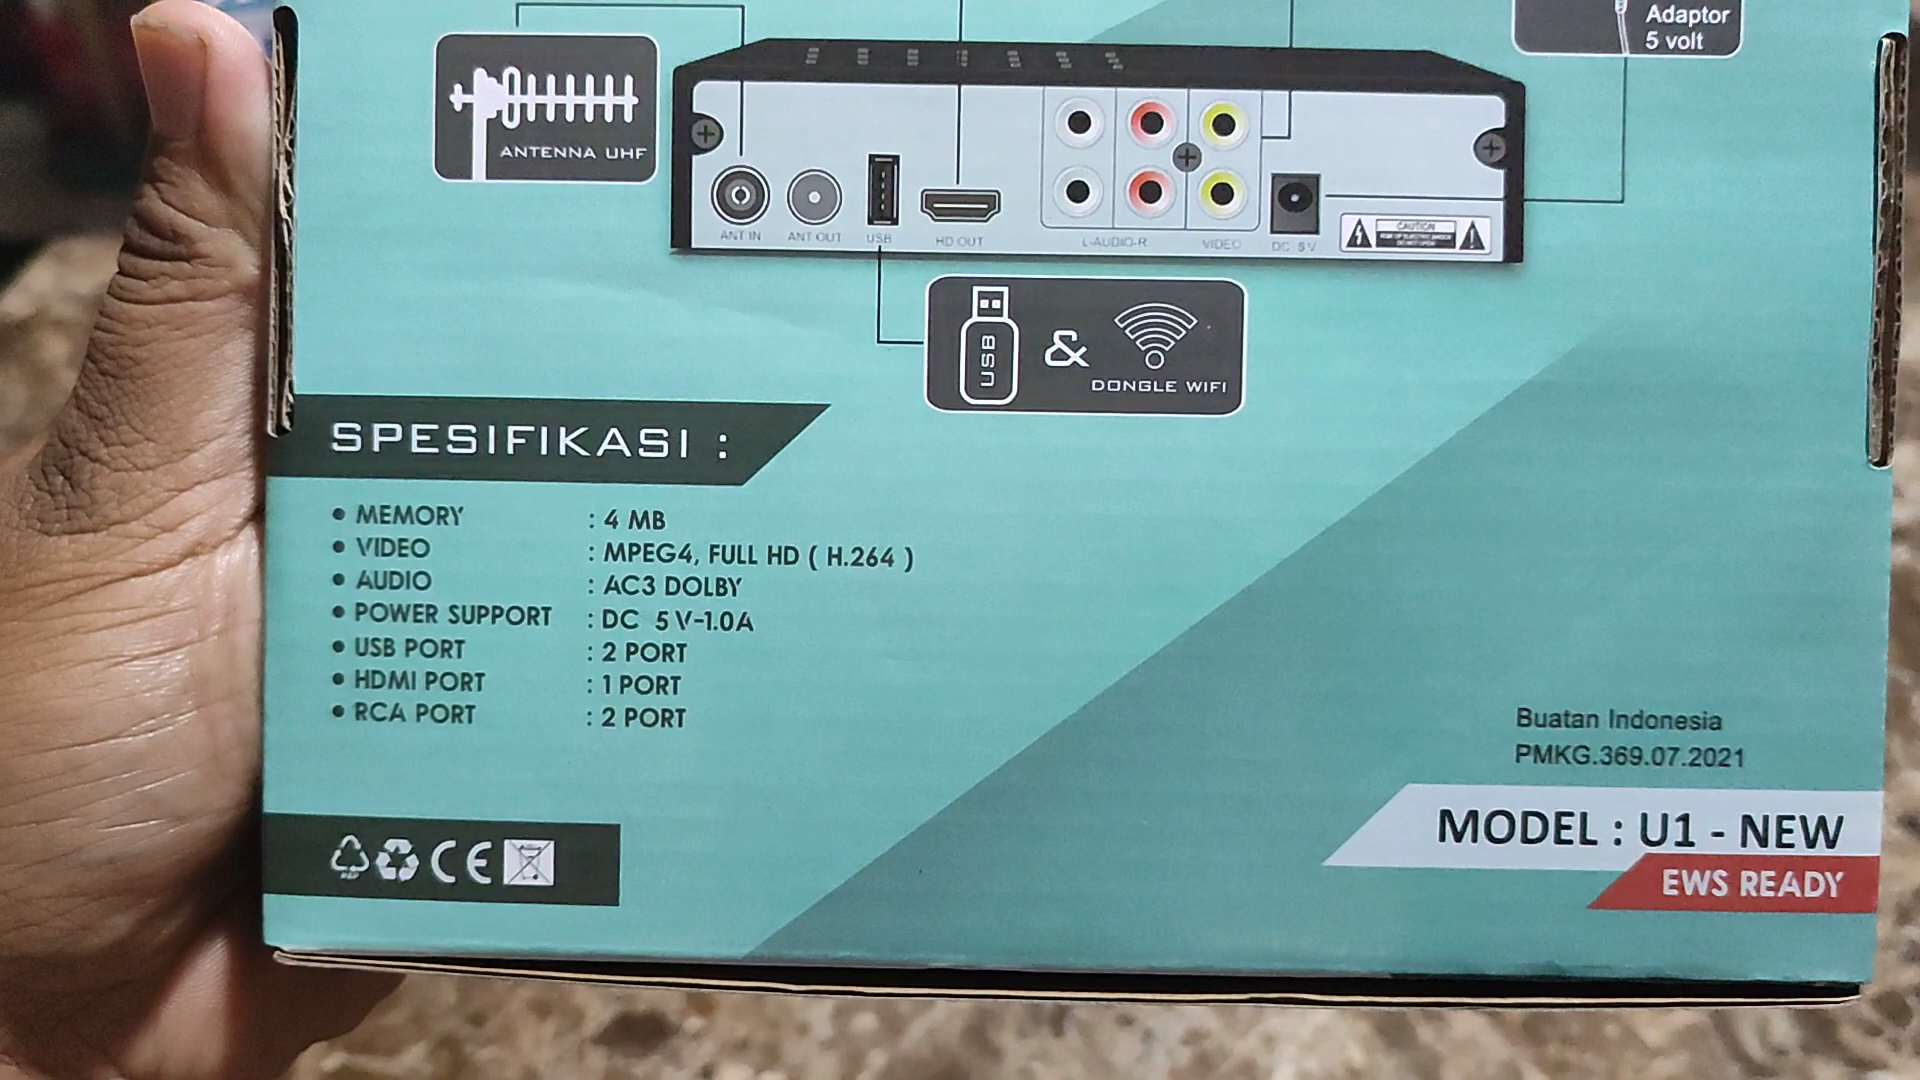 Adaptor
5 volt
ANTENNA UHF
ANT IN
ANT OUT
USB
HD OUT
L-AUDIO-R
VIDEO
DC 5V
CAUTION
USB
&
DONGLE WIFI
SPESIFIKASI :
• MEMORY : 4 MB
• VIDEO : MPEG4, FULL HD ( H.264 )
• AUDIO : AC3 DOLBY
• POWER SUPPORT : DC 5 V-1.0A
• USB PORT : 2 PORT
• HDMI PORT : 1 PORT
• RCA PORT : 2 PORT
Buatan Indonesia
PMKG.369.07.2021
MODEL : U1 - NEW
EWS READY
CE